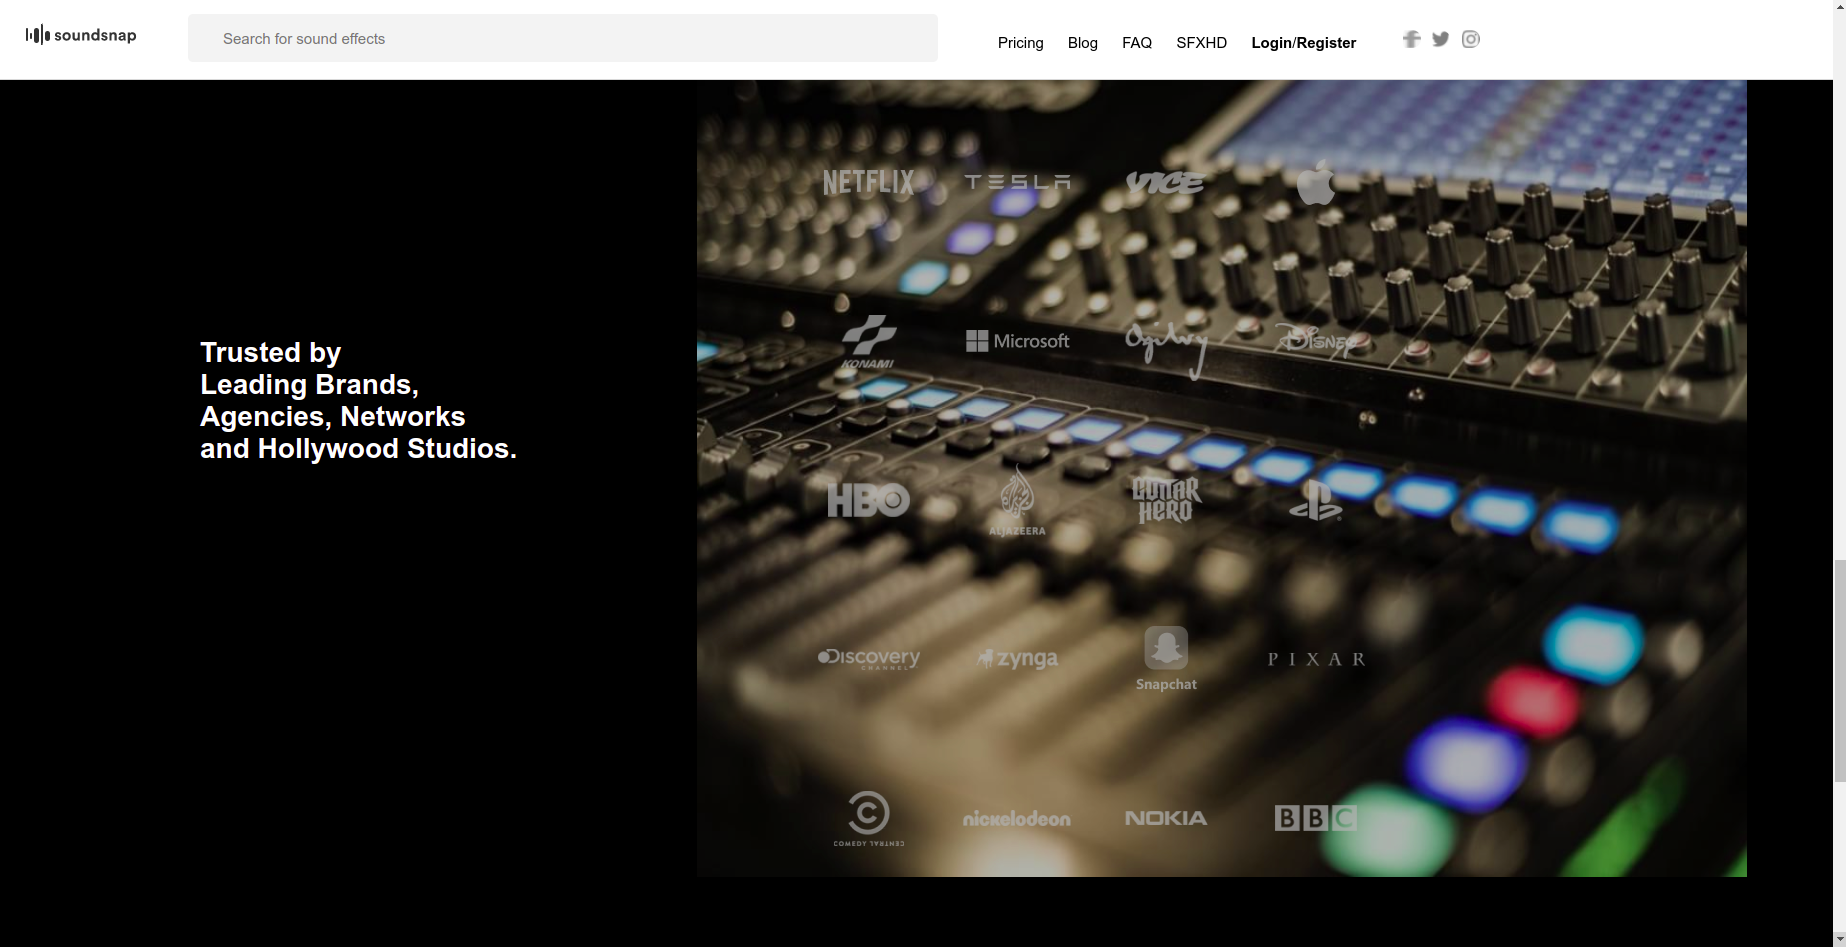 soundsnap
Search for sound effects
Pricing Blog FAQ SFXHD Login/Register
NETFLIX TESLA VICE
Trusted by
Leading Brands,
Agencies, Networks
and Hollywood Studios.
KONAMI Microsoft Ogilvy Disney
HBO ALJAZEERA GUITAR HERO
Discovery CHANNEL zynga Snapchat PIXAR
COMEDY CENTRAL nickelodeon NOKIA BBC